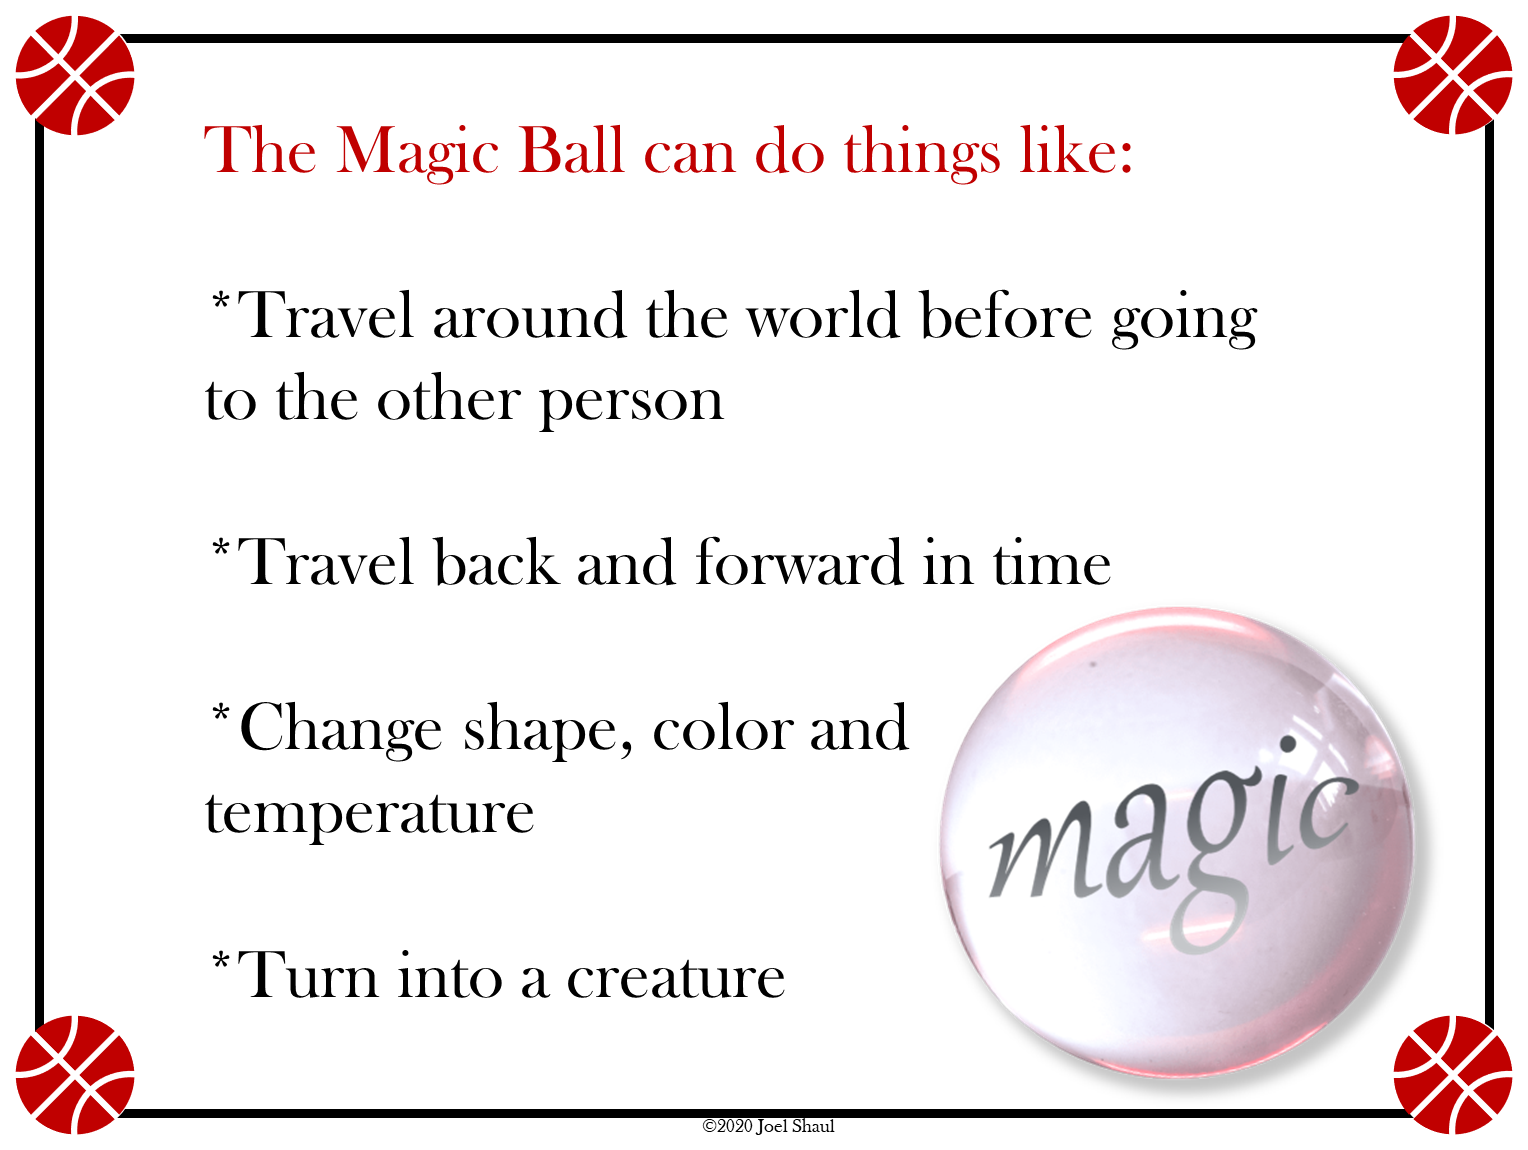 The Magic Ball can do things like:
*Travel around the world before going
to the other person
*Travel back and forward in time
*Change shape, color and
temperature
magic
*Turn into a creature
©2020 Joel Shaul